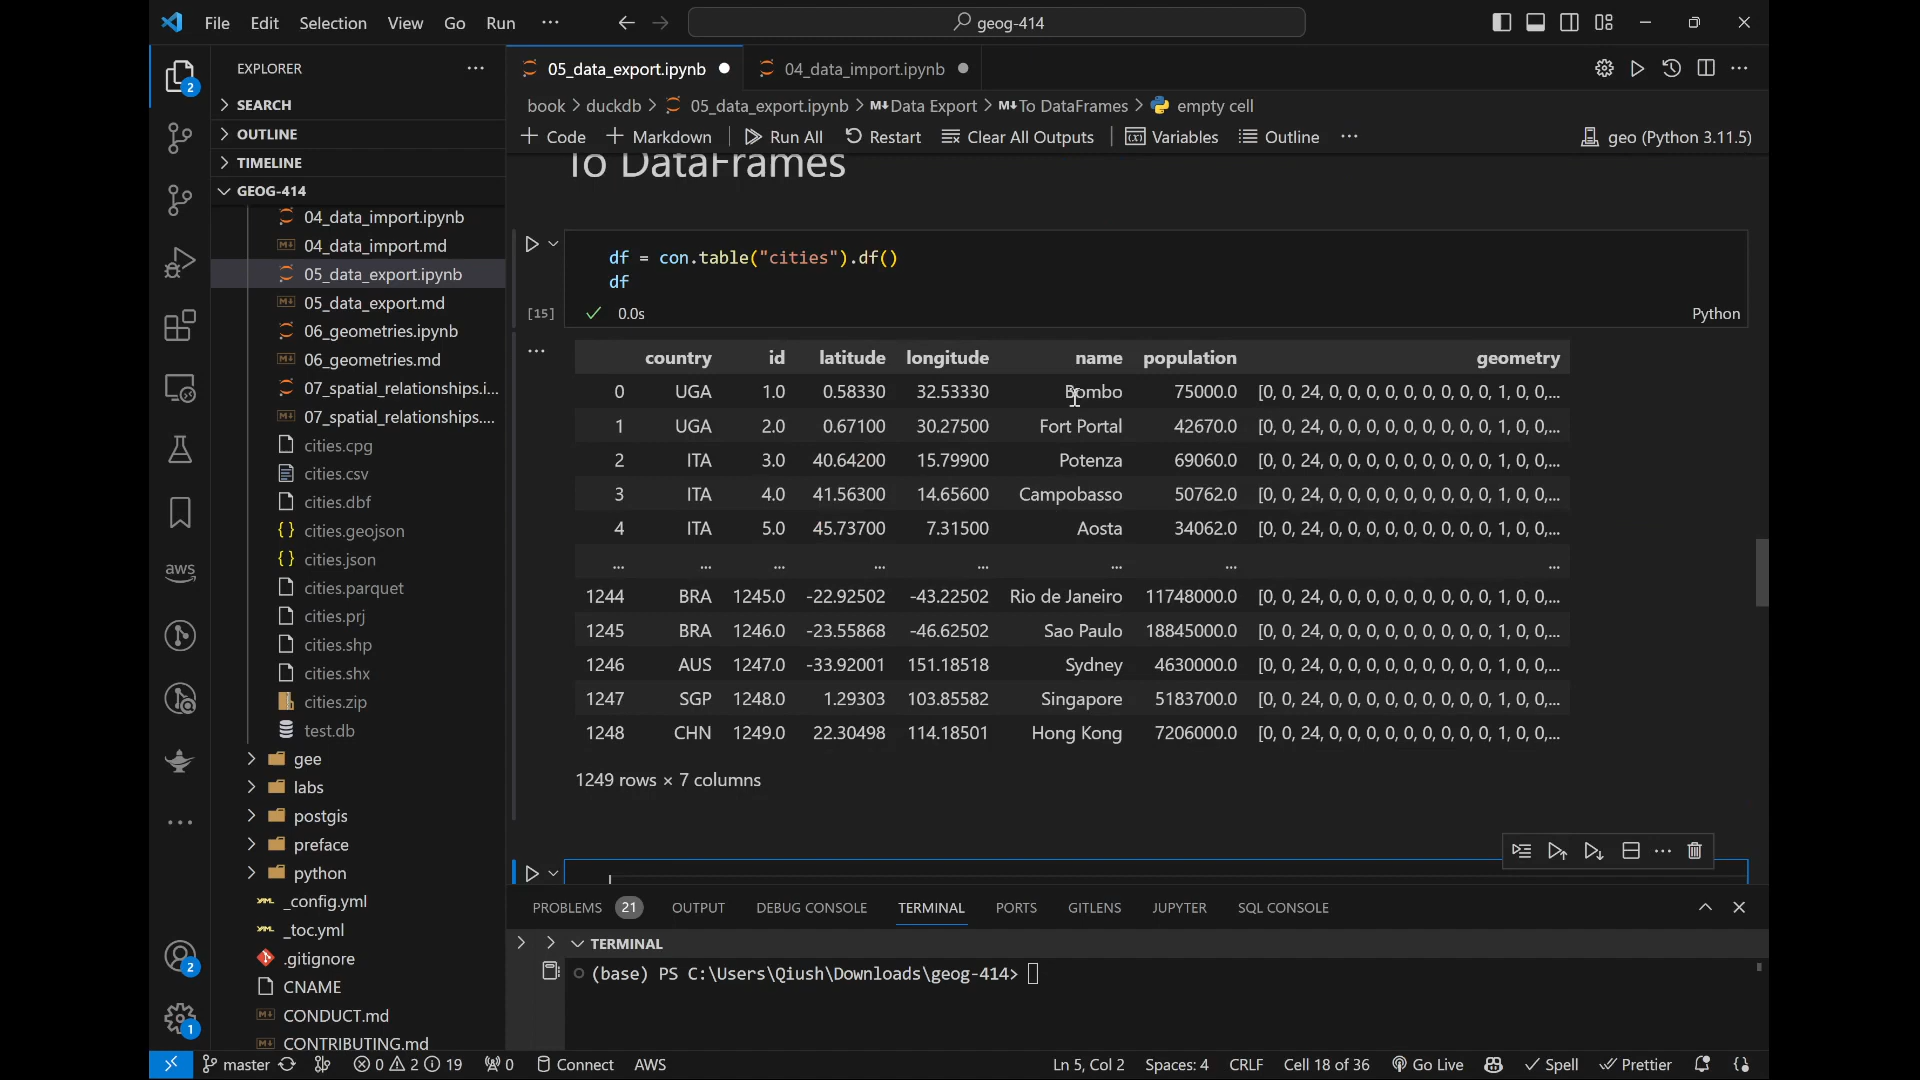 File Edit Selection View Go Run ··· geog-414
EXPLORER ···
SEARCH
OUTLINE
TIMELINE
GEOG-414
04_data_import.ipynb
04_data_import.md
05_data_export.ipynb
05_data_export.md
06_geometries.ipynb
06_geometries.md
07_spatial_relationships.i...
07_spatial_relationships....
cities.cpg
cities.csv
cities.dbf
cities.geojson
cities.json
cities.parquet
cities.prj
cities.shp
cities.shx
cities.zip
test.db
gee
labs
postgis
preface
python
_config.yml
_toc.yml
.gitignore
CNAME
CONDUCT.md
CONTRIBUTING.md
2
aws
2
1
05_data_export.ipynb 04_data_import.ipynb
book > duckdb > 05_data_export.ipynb > M↓Data Export > M↓To DataFrames > empty cell
+ Code + Markdown Run All Restart Clear All Outputs Variables Outline ··· geo (Python 3.11.5)
To DataFrames
df = con.table("cities").df()
df
[15] ✓ 0.0s Python
country id latitude longitude name population geometry
0 UGA 1.0 0.58330 32.53330 Bombo 75000.0 [0, 0, 24, 0, 0, 0, 0, 0, 0, 0, 0, 1, 0, 0,...
1 UGA 2.0 0.67100 30.27500 Fort Portal 42670.0 [0, 0, 24, 0, 0, 0, 0, 0, 0, 0, 0, 1, 0, 0,...
2 ITA 3.0 40.64200 15.79900 Potenza 69060.0 [0, 0, 24, 0, 0, 0, 0, 0, 0, 0, 0, 1, 0, 0,...
3 ITA 4.0 41.56300 14.65600 Campobasso 50762.0 [0, 0, 24, 0, 0, 0, 0, 0, 0, 0, 0, 1, 0, 0,...
4 ITA 5.0 45.73700 7.31500 Aosta 34062.0 [0, 0, 24, 0, 0, 0, 0, 0, 0, 0, 0, 1, 0, 0,...
... ... ... ... ... ... ... ...
1244 BRA 1245.0 -22.92502 -43.22502 Rio de Janeiro 11748000.0 [0, 0, 24, 0, 0, 0, 0, 0, 0, 0, 0, 1, 0, 0,...
1245 BRA 1246.0 -23.55868 -46.62502 Sao Paulo 18845000.0 [0, 0, 24, 0, 0, 0, 0, 0, 0, 0, 0, 1, 0, 0,...
1246 AUS 1247.0 -33.92001 151.18518 Sydney 4630000.0 [0, 0, 24, 0, 0, 0, 0, 0, 0, 0, 0, 1, 0, 0,...
1247 SGP 1248.0 1.29303 103.85582 Singapore 5183700.0 [0, 0, 24, 0, 0, 0, 0, 0, 0, 0, 0, 1, 0, 0,...
1248 CHN 1249.0 22.30498 114.18501 Hong Kong 7206000.0 [0, 0, 24, 0, 0, 0, 0, 0, 0, 0, 0, 1, 0, 0,...
1249 rows × 7 columns
PROBLEMS 21 OUTPUT DEBUG CONSOLE TERMINAL PORTS GITLENS JUPYTER SQL CONSOLE
TERMINAL
(base) PS C:\Users\Qiush\Downloads\geog-414>
master 0 2 19 0 Connect AWS Ln 5, Col 2 Spaces: 4 CRLF Cell 18 of 36 Go Live Spell Prettier